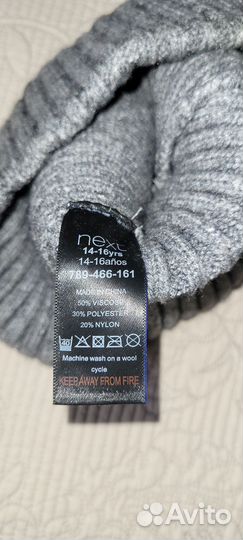 next
14-16yrs
14-16años
789-466-161
MADE IN CHINA
50% VISCOSE
30% POLYESTER
20% NYLON
40
Machine wash on a wool
cycle
KEEP AWAY FROM FIRE
Avito